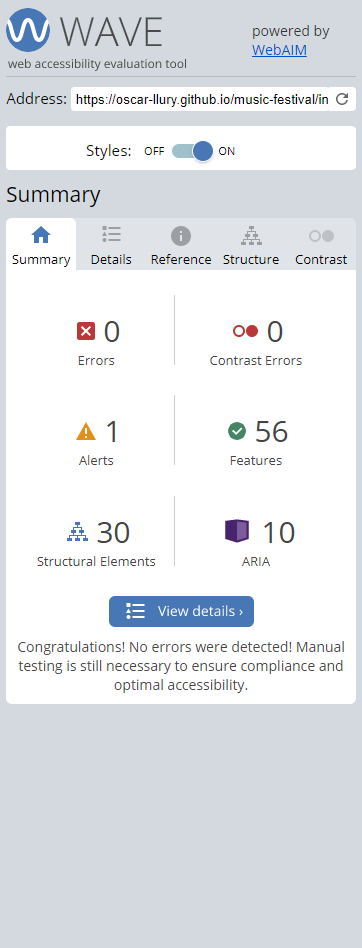 WAVE
web accessibility evaluation tool
powered by
WebAIM
Address: https://oscar-llury.github.io/music-festival/in
Styles: OFF ON
Summary
Summary Details Reference Structure Contrast
0
Errors
0
Contrast Errors
1
Alerts
56
Features
30
Structural Elements
10
ARIA
View details ›
Congratulations! No errors were detected! Manual
testing is still necessary to ensure compliance and
optimal accessibility.